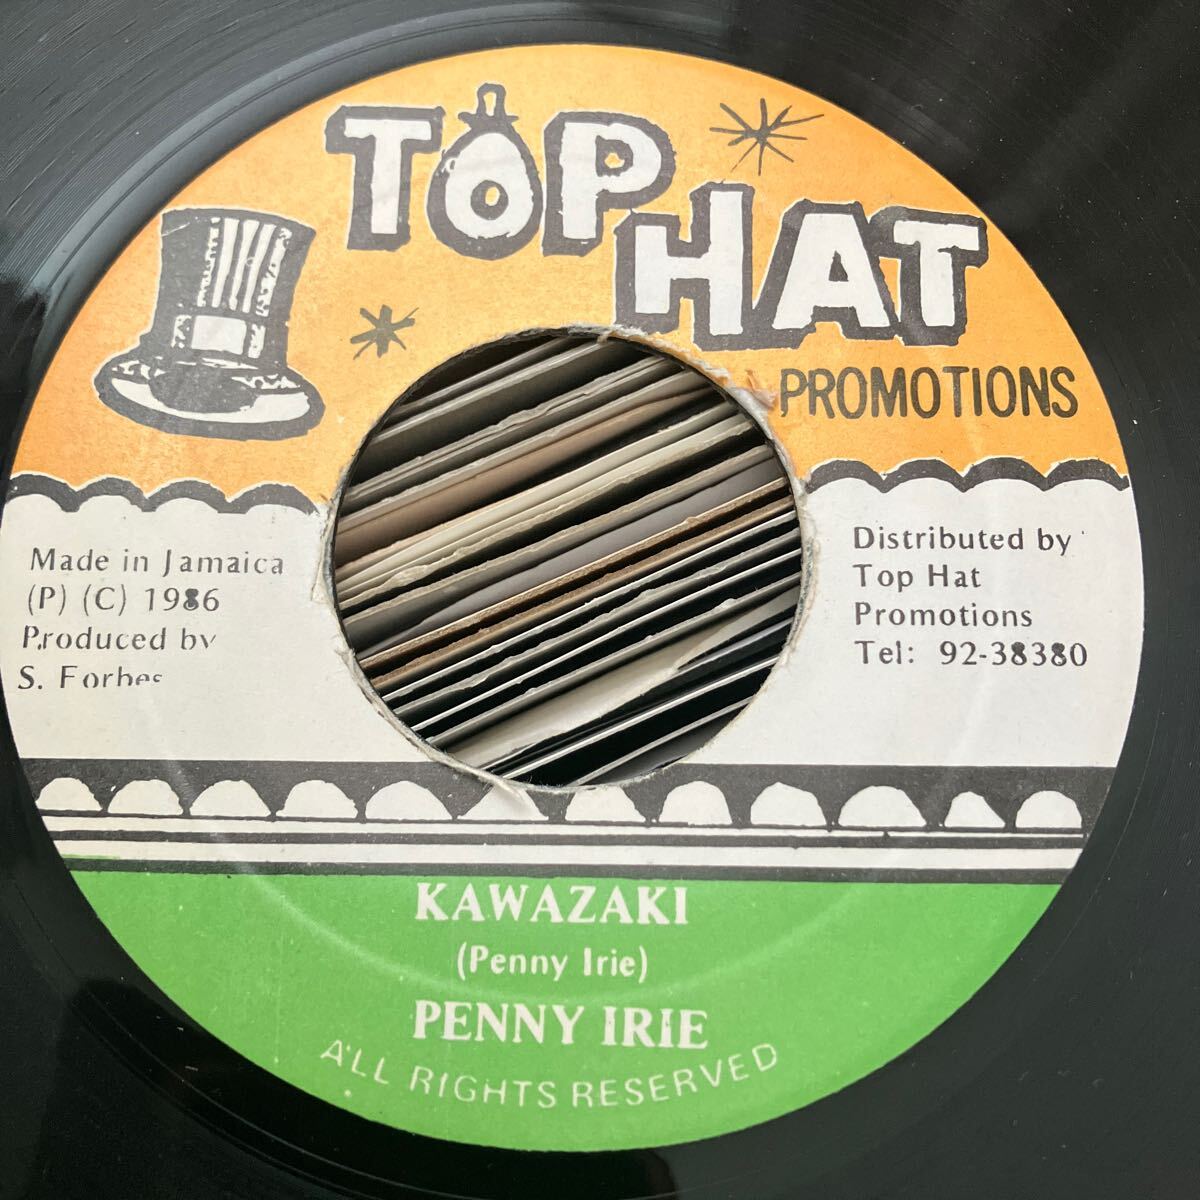 TOP HAT
PROMOTIONS
Made in Jamaica
(P) (C) 1986
Produced by
S. Forbes
Distributed by
Top Hat
Promotions
Tel: 92-38380
KAWAZAKI
(Penny Irie)
PENNY IRIE
ALL RIGHTS RESERVED